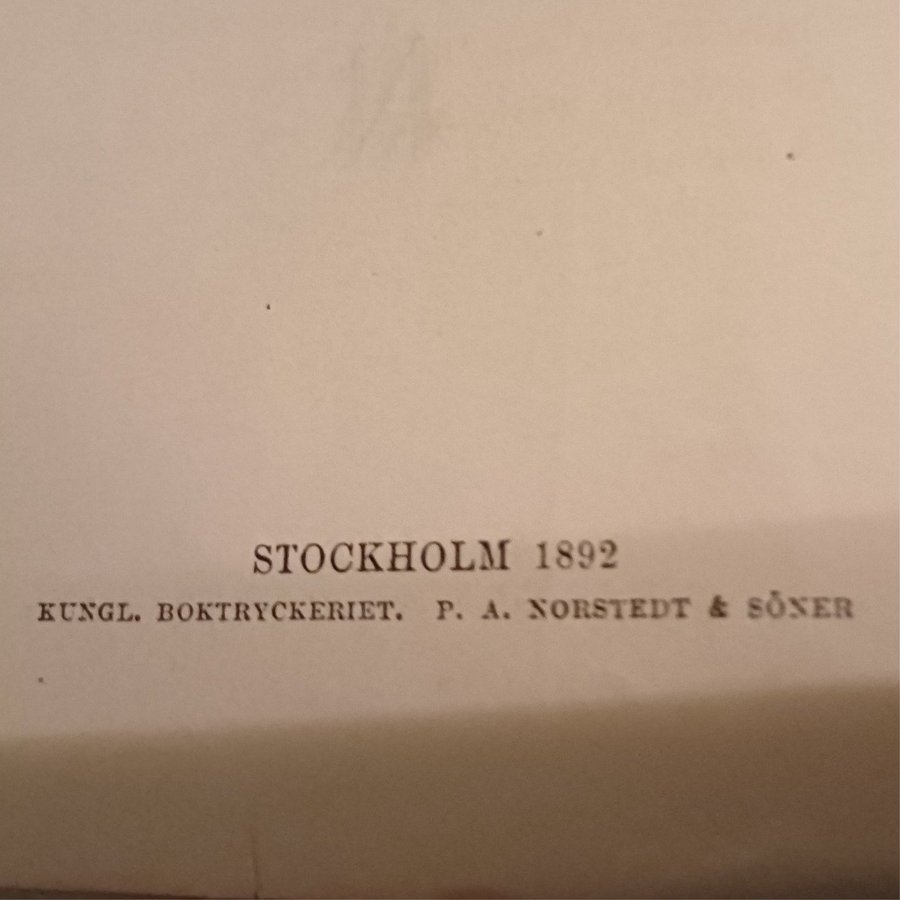 STOCKHOLM 1892
KUNGL. BOKTRYCKERIET. P. A. NORSTEDT & SÖNER